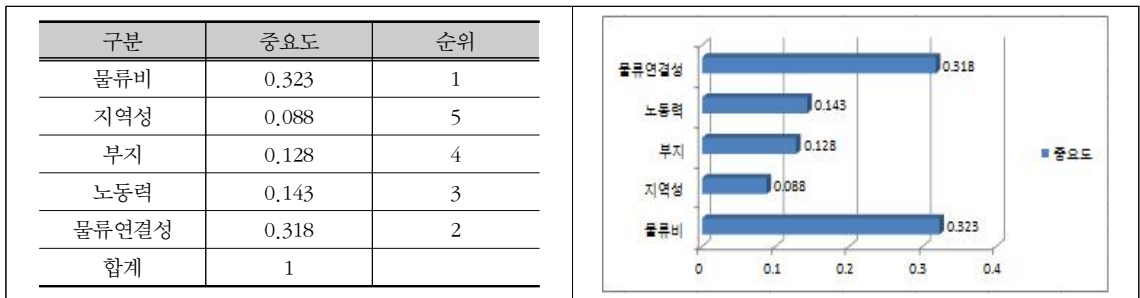 구분 중요도 순위
물류비 0.323 1
지역성 0.088 5
부지 0.128 4
노동력 0.143 3
물류연결성 0.318 2
합계 1
물류연결성 0.318
노동력 0.143
부지 0.128
지역성 0.088
물류비 0.323
0 0.1 0.2 0.3 0.4
중요도